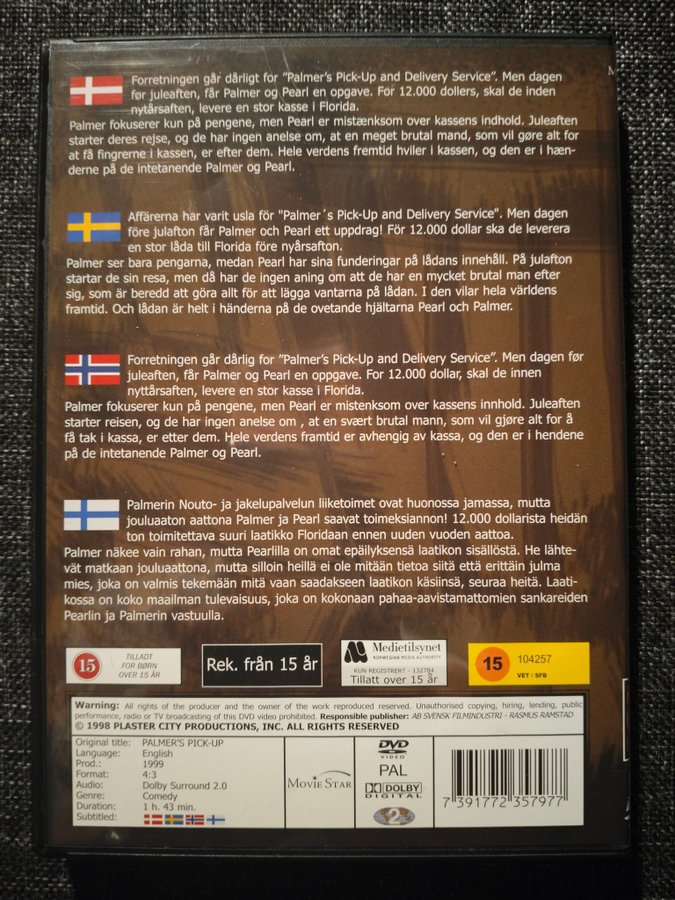 Forretningen går dårligt for "Palmer's Pick-Up and Delivery Service". Men dagen
før juleaften, får Palmer og Pearl en opgave. For 12.000 dollers, skal de inden
nytårsaften, levere en stor kasse i Florida.
Palmer fokuserer kun på pengene, men Pearl er mistænksom over kassens indhold. Juleaften
starter deres rejse, og de har ingen anelse om, at en meget brutal mand, som vil gøre alt for
at få fingrerne i kassen, er efter dem. Hele verdens fremtid hviler i kassen, og den er i hæn-
derne på de intetanende Palmer og Pearl.
Affärerna har varit usla för "Palmer´s Pick-Up and Delivery Service". Men dagen
före julafton får Palmer och Pearl ett uppdrag! För 12.000 dollar ska de leverera
en stor låda till Florida före nyårsafton.
Palmer ser bara pengarna, medan Pearl har sina funderingar på lådans innehåll. På julafton
startar de sin resa, men då har de ingen aning om att de har en mycket brutal man efter
sig, som är beredd att göra allt för att lägga vantarna på lådan. I den vilar hela världens
framtid. Och lådan är helt i händerna på de ovetande hjältarna Pearl och Palmer.
Forretningen går dårlig for "Palmer's Pick-Up and Delivery Service". Men dagen før
juleaften, får Palmer og Pearl en oppgave. For 12.000 dollar, skal de innen
nyttårsaften, levere en stor kasse i Florida.
Palmer fokuserer kun på pengene, men Pearl er mistenksom over kassens innhold. Juleaften
starter reisen, og de har ingen anelse om , at en svært brutal mann, som vil gjøre alt for å
få tak i kassa, er etter dem. Hele verdens framtid er avhengig av kassa, og den er i hendene
på de intetanende Palmer og Pearl.
Palmerin Nouto- ja jakelupalvelun liiketoimet ovat huonossa jamassa, mutta
jouluaaton aattona Palmer ja Pearl saavat toimeksiannon! 12.000 dollarista heidän
ton toimitettava suuri laatikko Floridaan ennen uuden vuoden aattoa.
Palmer näkee vain rahan, mutta Pearlilla on omat epäilyksensä laatikon sisällöstä. He lähte-
vät matkaan jouluaattona, mutta silloin heillä ei ole mitään tietoa siitä että erittäin julma
mies, joka on valmis tekemään mitä vaan saadakseen laatikon käsiinsä, seuraa heitä. Laati-
kossa on koko maailman tulevaisuus, joka on kokonaan pahaa-aavistamattomien sankareiden
Pearlin ja Palmerin vastuulla.
15 TILLADT
FOR BØRN
OVER 15 ÅR
Rek. från 15 år
Medietilsynet
NORWEGIAN MEDIA AUTHORITY
KUN REGISTRERT - 132784
Tillatt over 15 år
15 104257
VET / SFB
Warning: All rights of the producer and the owner of the work reproduced reserved. Unauthorised copying, hiring, lending, public
performance, radio or TV broadcasting of this DVD video prohibited. Responsible publisher: AB SVENSK FILMINDUSTRI - RASMUS RAMSTAD
© 1998 PLASTER CITY PRODUCTIONS, INC. ALL RIGHTS RESERVED
Original title: PALMER'S PICK-UP
Language: English
Prod.: 1999
Format: 4:3
Audio: Dolby Surround 2.0
Genre: Comedy
Duration: 1 h. 43 min.
Subtitled:
MOVIE STAR
DVD
VIDEO
PAL
DOLBY
DIGITAL
2
7 391772 357977